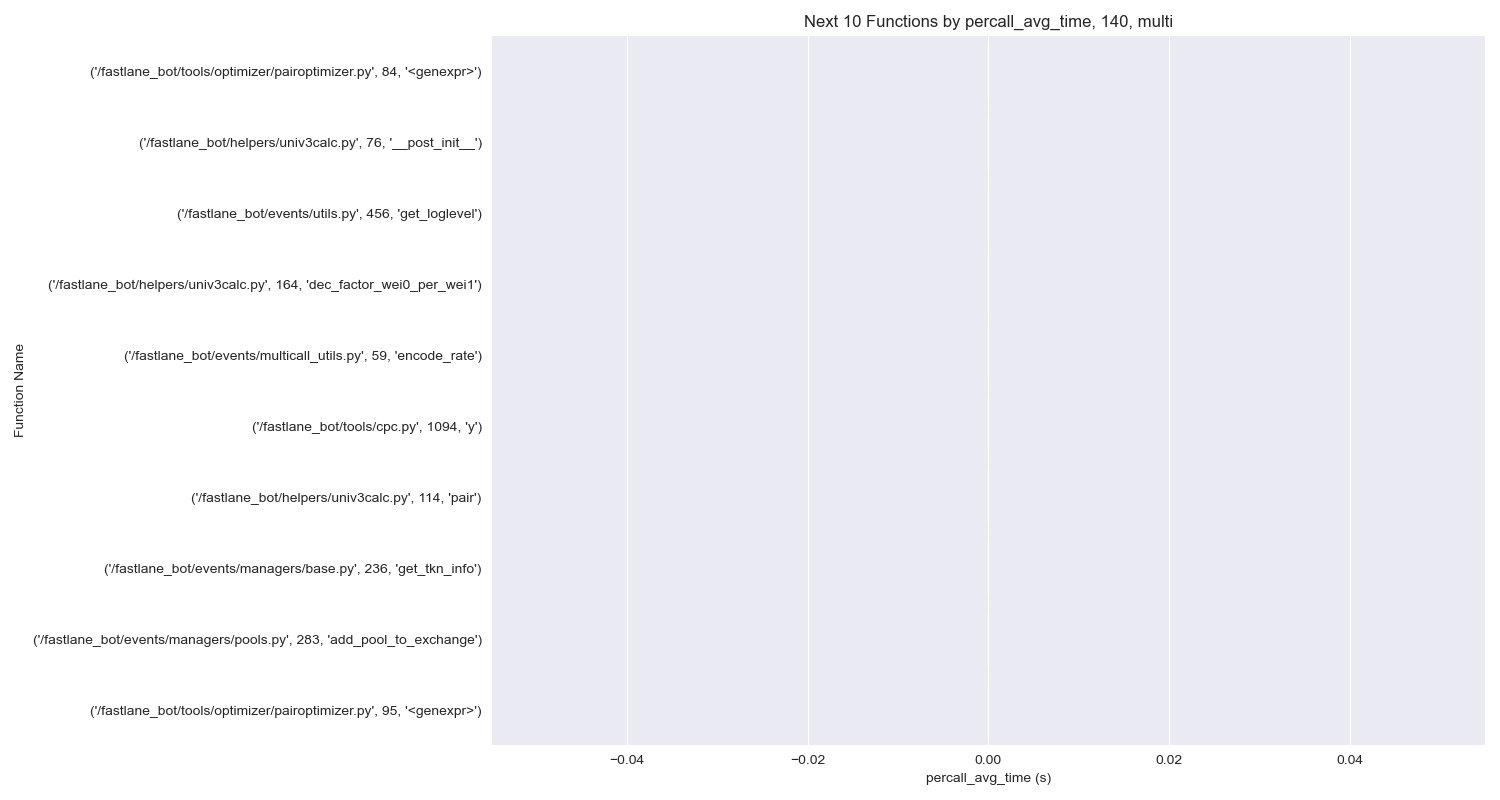 Next 10 Functions by percall_avg_time, 140, multi
Function Name
('/fastlane_bot/tools/optimizer/pairoptimizer.py', 84, '<genexpr>')
('/fastlane_bot/helpers/univ3calc.py', 76, '__post_init__')
('/fastlane_bot/events/utils.py', 456, 'get_loglevel')
('/fastlane_bot/helpers/univ3calc.py', 164, 'dec_factor_wei0_per_wei1')
('/fastlane_bot/events/multicall_utils.py', 59, 'encode_rate')
('/fastlane_bot/tools/cpc.py', 1094, 'y')
('/fastlane_bot/helpers/univ3calc.py', 114, 'pair')
('/fastlane_bot/events/managers/base.py', 236, 'get_tkn_info')
('/fastlane_bot/events/managers/pools.py', 283, 'add_pool_to_exchange')
('/fastlane_bot/tools/optimizer/pairoptimizer.py', 95, '<genexpr>')
−0.04 −0.02 0.00 0.02 0.04
percall_avg_time (s)